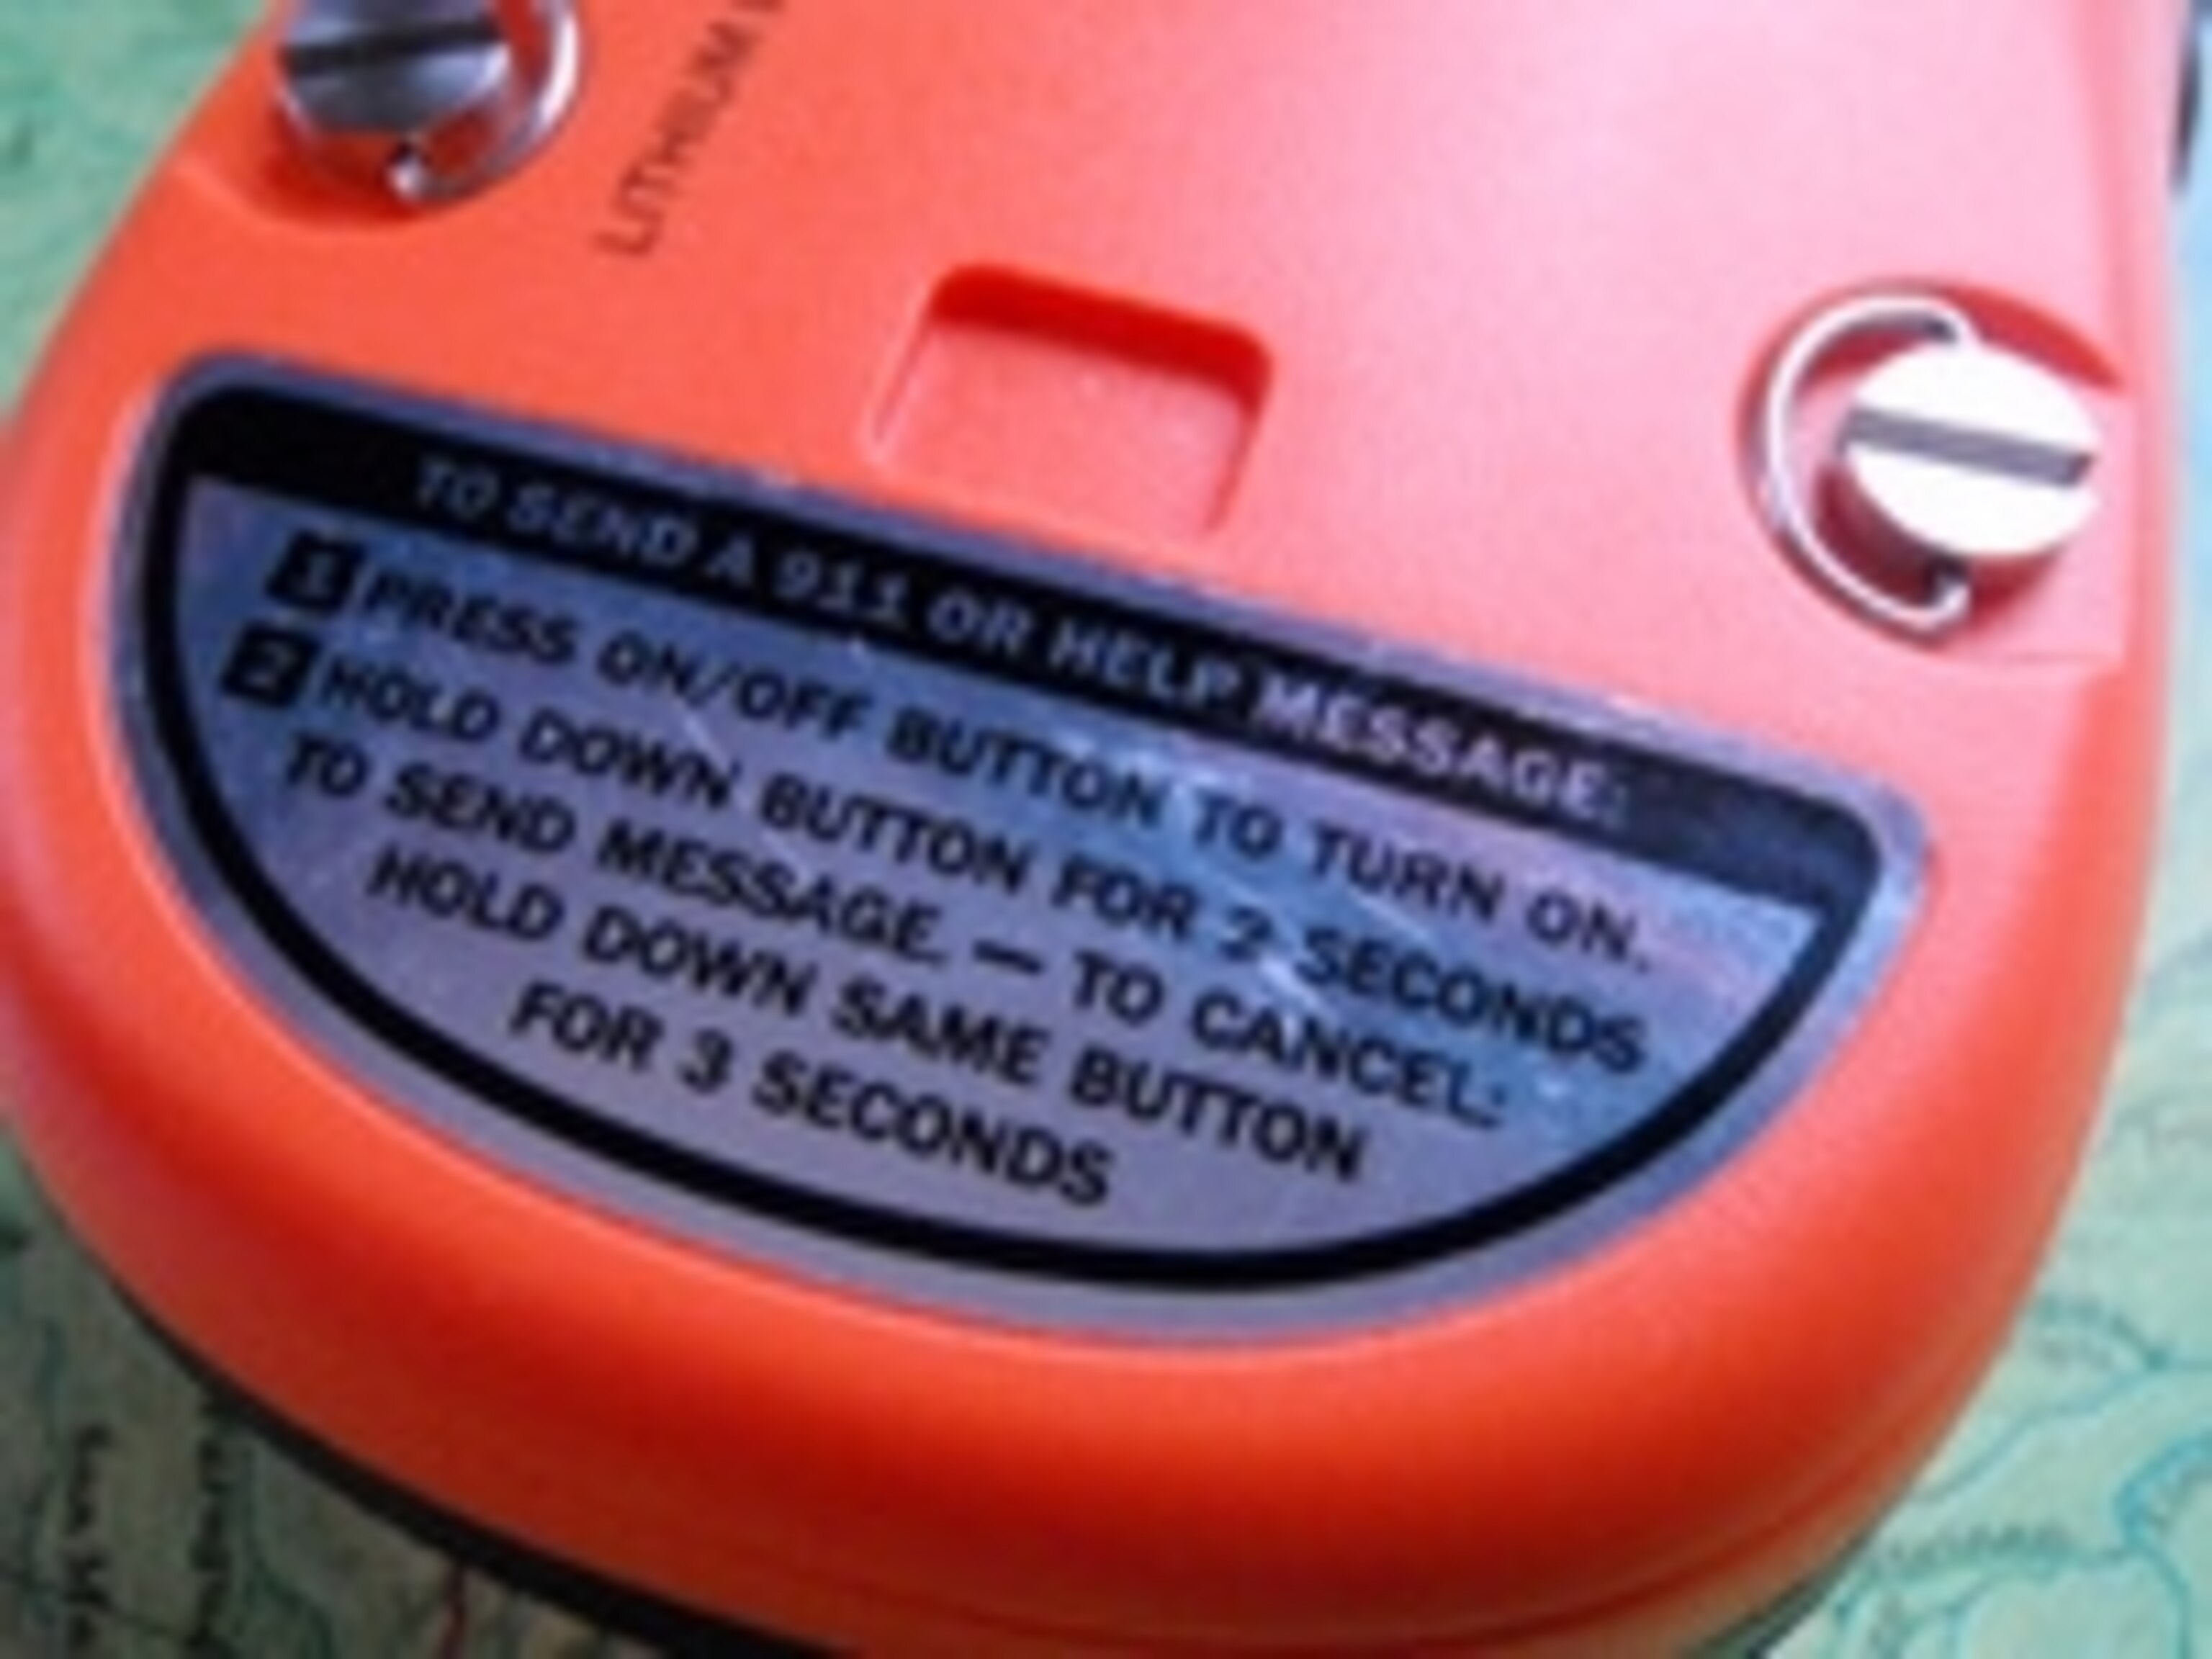 LITHIUM
TO SEND A 911 OR HELP MESSAGE:
1 PRESS ON/OFF BUTTON TO TURN ON.
2 HOLD DOWN BUTTON FOR 2 SECONDS
TO SEND MESSAGE. — TO CANCEL:
HOLD DOWN SAME BUTTON
FOR 3 SECONDS